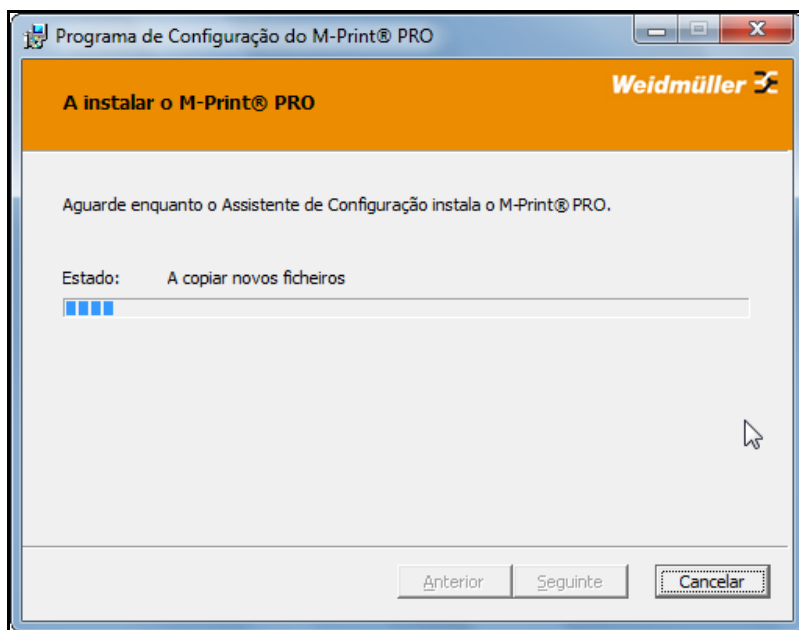 Programa de Configuração do M-Print® PRO
Weidmüller
A instalar o M-Print® PRO
Aguarde enquanto o Assistente de Configuração instala o M-Print® PRO.
Estado: A copiar novos ficheiros
Anterior Seguinte Cancelar